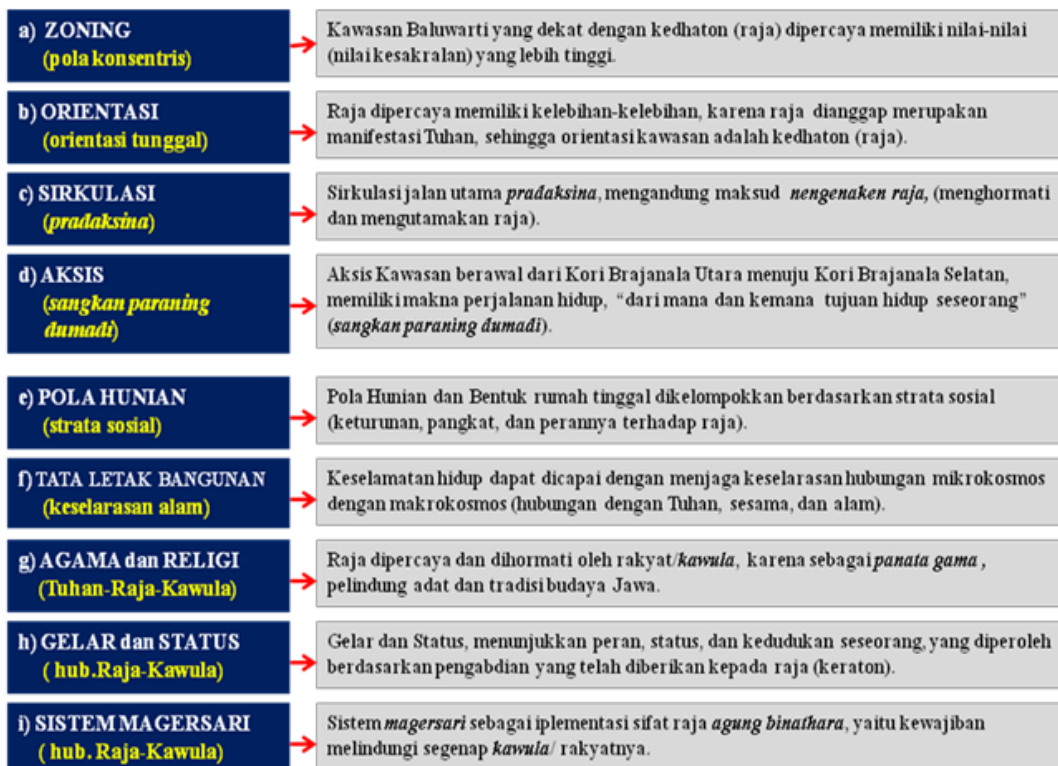 a) ZONING
(pola konsentris)
Kawasan Baluwarti yang dekat dengan kedhaton (raja) dipercaya memiliki nilai-nilai
(nilai kesakralan) yang lebih tinggi.
b) ORIENTASI
(orientasi tunggal)
Raja dipercaya memiliki kelebihan-kelebihan, karena raja dianggap merupakan
manifestasi Tuhan, sehingga orientasi kawasan adalah kedhaton (raja).
c) SIRKULASI
(pradaksina)
Sirkulasi jalan utama pradaksina, mengandung maksud nengenaken raja, (menghormati
dan mengutamakan raja).
d) AKSIS
(sangkan paraning
dumadi)
Aksis Kawasan berawal dari Kori Brajanala Utara menuju Kori Brajanala Selatan,
memiliki makna perjalanan hidup, “dari mana dan kemana tujuan hidup seseorang”
(sangkan paraning dumadi).
e) POLA HUNIAN
(strata sosial)
Pola Hunian dan Bentuk rumah tinggal dikelompokkan berdasarkan strata sosial
(keturunan, pangkat, dan perannya terhadap raja).
f) TATA LETAK BANGUNAN
(keselarasan alam)
Keselamatan hidup dapat dicapai dengan menjaga keselarasan hubungan mikrokosmos
dengan makrokosmos (hubungan dengan Tuhan, sesama, dan alam).
g) AGAMA dan RELIGI
(Tuhan-Raja-Kawula)
Raja dipercaya dan dihormati oleh rakyat/kawula, karena sebagai panata gama ,
pelindung adat dan tradisi budaya Jawa.
h) GELAR dan STATUS
( hub.Raja-Kawula)
Gelar dan Status, menunjukkan peran, status, dan kedudukan seseorang, yang diperoleh
berdasarkan pengabdian yang telah diberikan kepada raja (keraton).
i) SISTEM MAGERSARI
( hub. Raja-Kawula)
Sistem magersari sebagai iplementasi sifat raja agung binathara, yaitu kewajiban
melindungi segenap kawula/ rakyatnya.